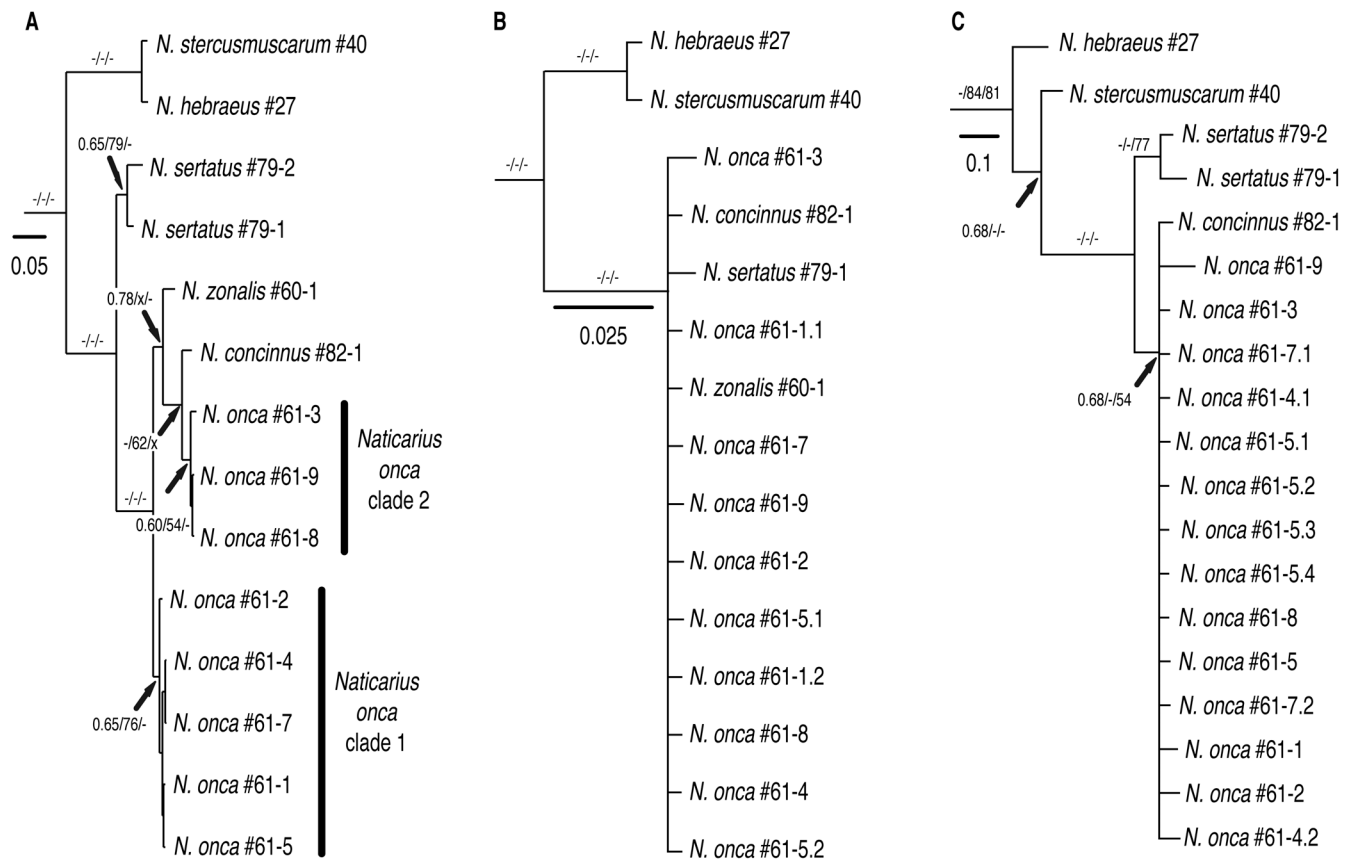 A
-/-/-
N. stercusmuscarum #40
N. hebraeus #27
0.65/79/-
N. sertatus #79-2
N. sertatus #79-1
-/-/-
0.05
N. zonalis #60-1
0.78/x/-
-/-/-
N. concinnus #82-1
N. onca #61-3
-/62/x
N. onca #61-9
-/-/-
0.60/54/-
N. onca #61-8
Naticarius
onca
clade 2
N. onca #61-2
N. onca #61-4
0.65/76/-
N. onca #61-7
N. onca #61-1
N. onca #61-5
Naticarius
onca
clade 1
B
N. hebraeus #27
-/-/-
N. stercusmuscarum #40
-/-/-
N. onca #61-3
N. concinnus #82-1
N. sertatus #79-1
-/-/-
0.025
N. onca #61-1.1
N. zonalis #60-1
N. onca #61-7
N. onca #61-9
N. onca #61-2
N. onca #61-5.1
N. onca #61-1.2
N. onca #61-8
N. onca #61-4
N. onca #61-5.2
C
N. hebraeus #27
-/84/81
0.1
N. stercusmuscarum #40
N. sertatus #79-2
-/-/77
N. sertatus #79-1
0.68/-/-
-/-/-
N. concinnus #82-1
N. onca #61-9
N. onca #61-3
N. onca #61-7.1
0.68/-/54
N. onca #61-4.1
N. onca #61-5.1
N. onca #61-5.2
N. onca #61-5.3
N. onca #61-5.4
N. onca #61-8
N. onca #61-5
N. onca #61-7.2
N. onca #61-1
N. onca #61-2
N. onca #61-4.2